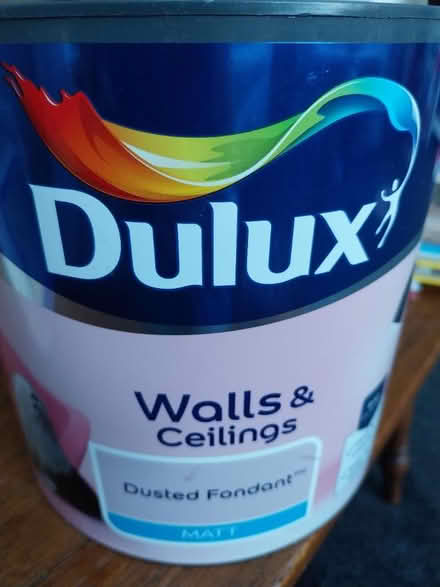 Dulux
Walls &
Ceilings
Dusted Fondant™
MATT